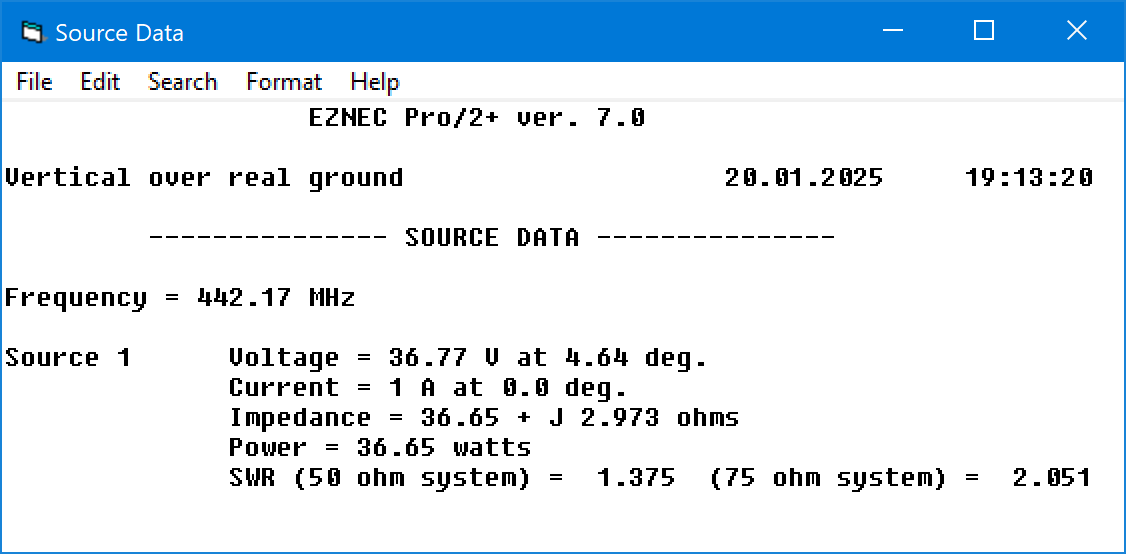 Source Data
File Edit Search Format Help
EZNEC Pro/2+ ver. 7.0
Vertical over real ground 20.01.2025 19:13:20
--------------- SOURCE DATA ---------------
Frequency = 442.17 MHz
Source 1 Voltage = 36.77 V at 4.64 deg.
Current = 1 A at 0.0 deg.
Impedance = 36.65 + J 2.973 ohms
Power = 36.65 watts
SWR (50 ohm system) = 1.375 (75 ohm system) = 2.051